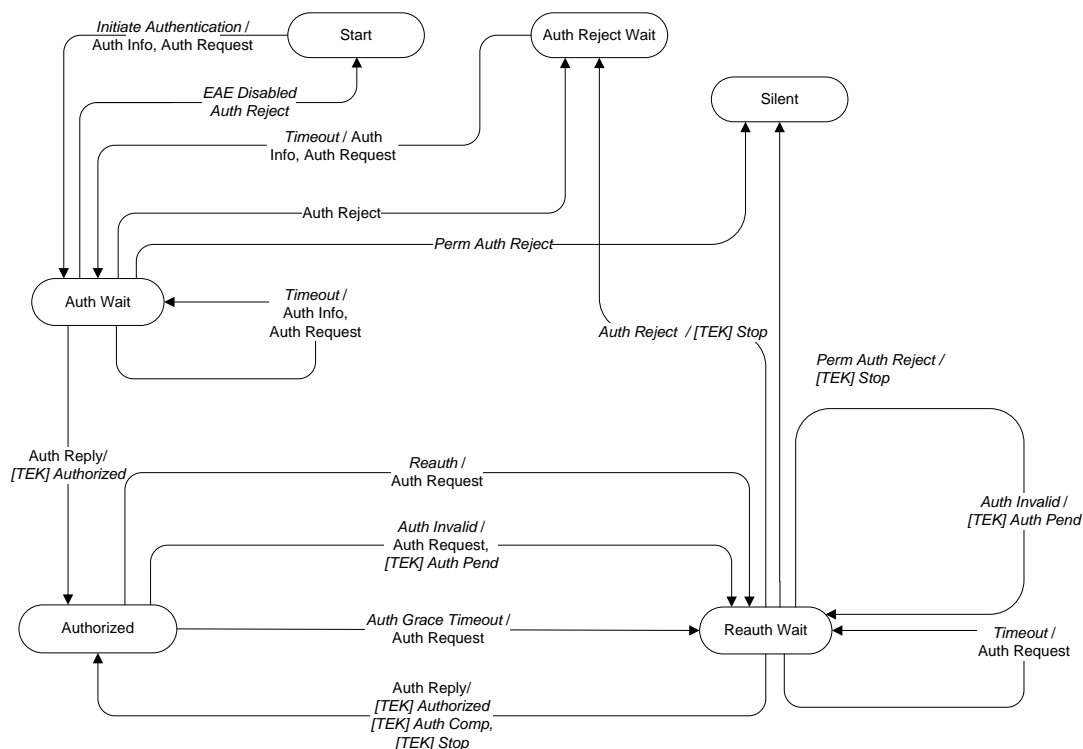 Initiate Authentication /
Auth Info, Auth Request
Start
Auth Reject Wait
EAE Disabled
Auth Reject
Silent
Timeout / Auth
Info, Auth Request
Auth Reject
Perm Auth Reject
Auth Wait
Timeout /
Auth Info,
Auth Request
Auth Reject / [TEK] Stop
Perm Auth Reject /
[TEK] Stop
Auth Reply/
[TEK] Authorized
Reauth /
Auth Request
Auth Invalid /
[TEK] Auth Pend
Auth Invalid /
Auth Request,
[TEK] Auth Pend
Authorized
Auth Grace Timeout /
Auth Request
Reauth Wait
Timeout /
Auth Request
Auth Reply/
[TEK] Authorized
[TEK] Auth Comp,
[TEK] Stop